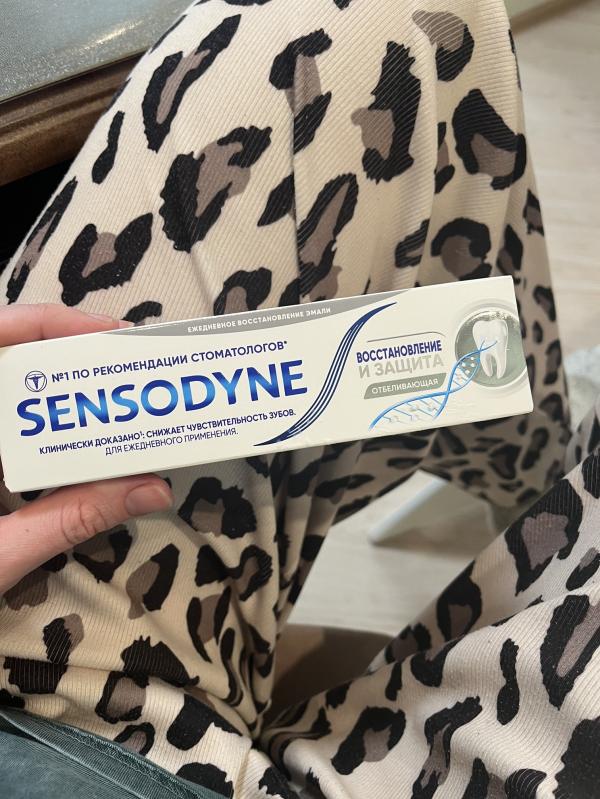 ЕЖЕДНЕВНОЕ ВОССТАНОВЛЕНИЕ ЭМАЛИ
№1 ПО РЕКОМЕНДАЦИИ СТОМАТОЛОГОВ*
SENSODYNE
КЛИНИЧЕСКИ ДОКАЗАНО¹: СНИЖАЕТ ЧУВСТВИТЕЛЬНОСТЬ ЗУБОВ.
ДЛЯ ЕЖЕДНЕВНОГО ПРИМЕНЕНИЯ.
ВОССТАНОВЛЕНИЕ
И ЗАЩИТА
ОТБЕЛИВАЮЩАЯ